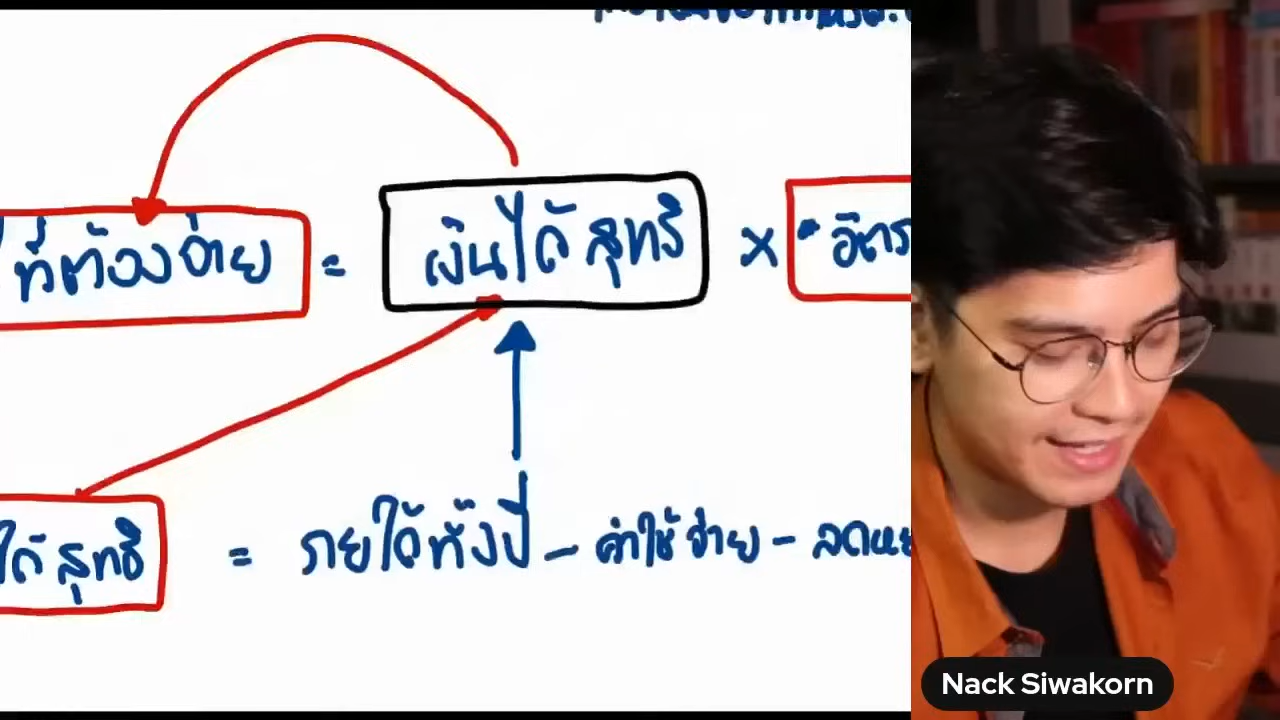 ที่ต้องจ่าย = เงินได้สุทธิ x อัตรา
ได้สุทธิ = รายได้ทั้งปี - ค่าใช้จ่าย - ลดหย
Nack Siwakorn